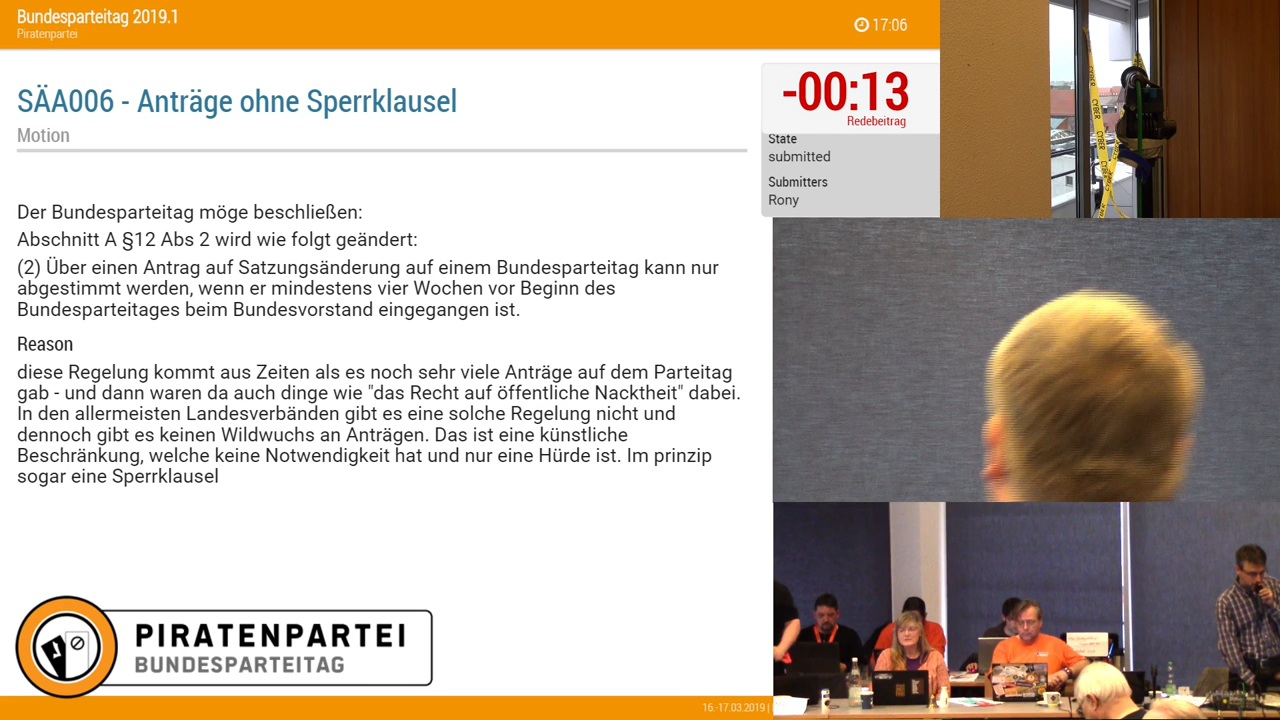 Bundesparteitag 2019.1
Piratenpartei
17:06
SÄA006 - Anträge ohne Sperrklausel
Motion
-00:13
Redebeitrag
State
submitted
Submitters
Rony
Der Bundesparteitag möge beschließen:
Abschnitt A §12 Abs 2 wird wie folgt geändert:
(2) Über einen Antrag auf Satzungsänderung auf einem Bundesparteitag kann nur
abgestimmt werden, wenn er mindestens vier Wochen vor Beginn des
Bundesparteitages beim Bundesvorstand eingegangen ist.
Reason
diese Regelung kommt aus Zeiten als es noch sehr viele Anträge auf dem Parteitag
gab - und dann waren da auch dinge wie "das Recht auf öffentliche Nacktheit" dabei.
In den allermeisten Landesverbänden gibt es eine solche Regelung nicht und
dennoch gibt es keinen Wildwuchs an Anträgen. Das ist eine künstliche
Beschränkung, welche keine Notwendigkeit hat und nur eine Hürde ist. Im prinzip
sogar eine Sperrklausel
PIRATENPARTEI
BUNDESPARTEITAG
16.-17.03.2019 |
CYBER
CYBER
CYBER